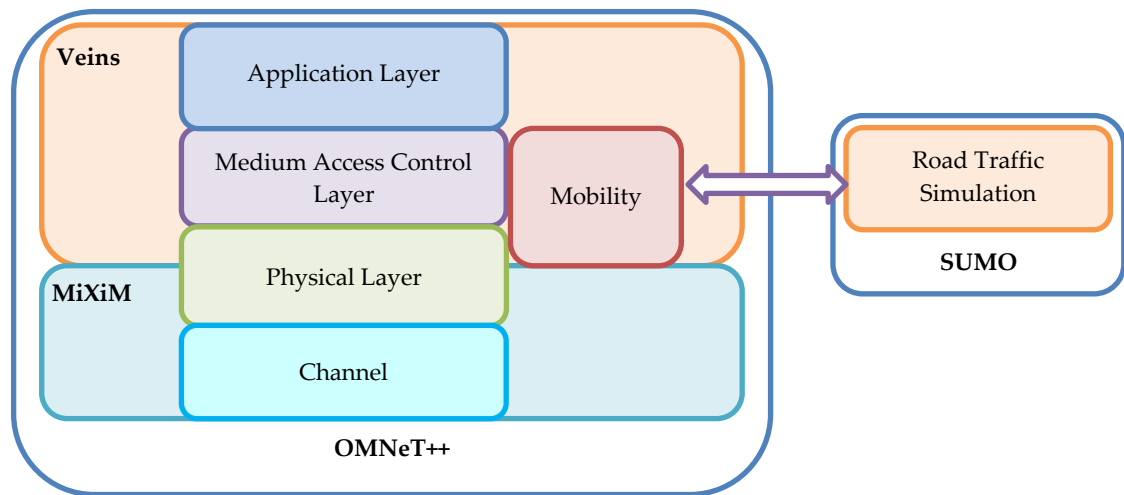 Veins
Application Layer
Medium Access Control
Layer
Mobility
Physical Layer
MiXiM
Channel
OMNeT++
Road Traffic
Simulation
SUMO